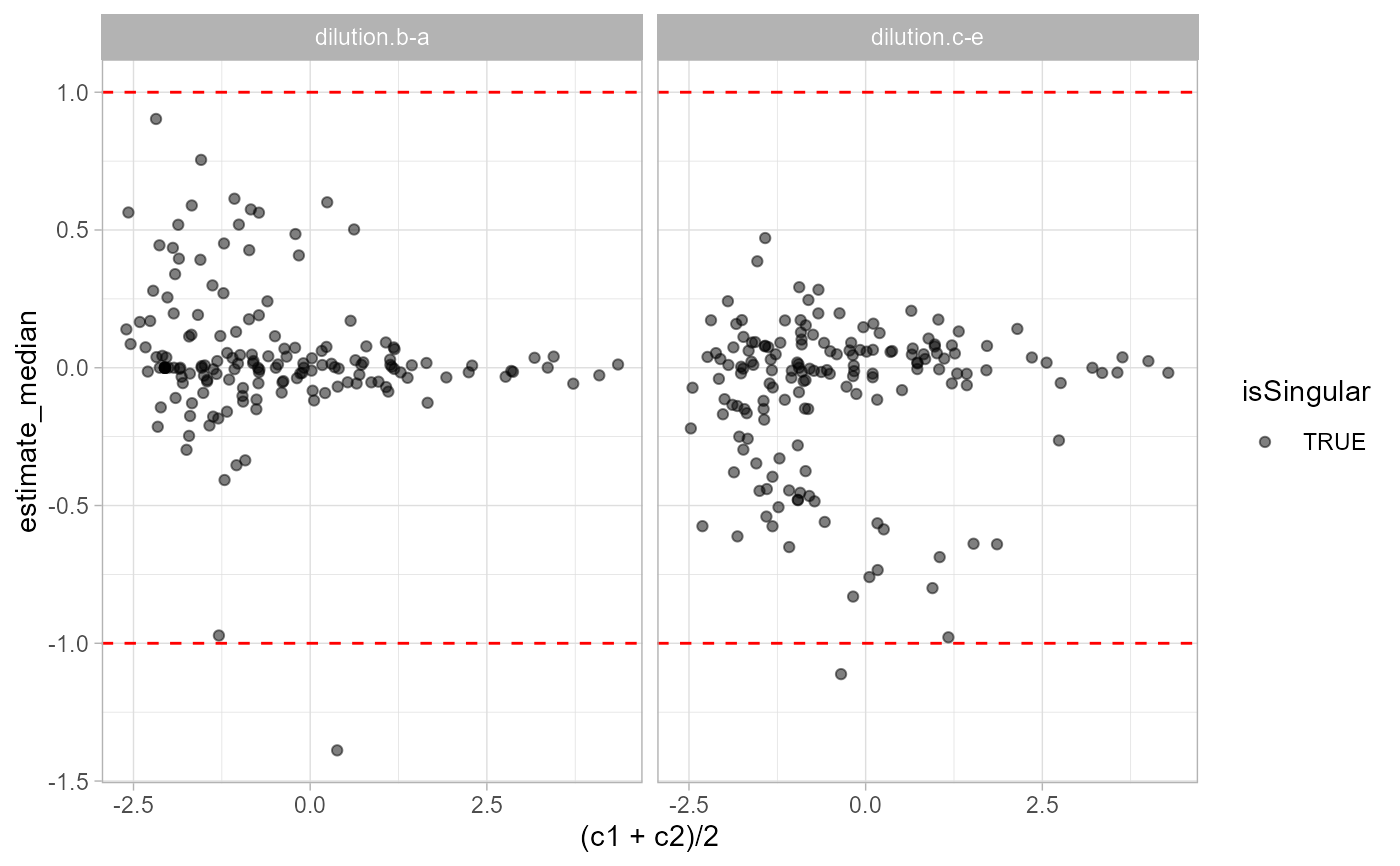 dilution.b-a dilution.c-e
1.0
0.5
0.0
-0.5
-1.0
-1.5
estimate_median
-2.5 0.0 2.5 -2.5 0.0 2.5
(c1 + c2)/2
isSingular
TRUE